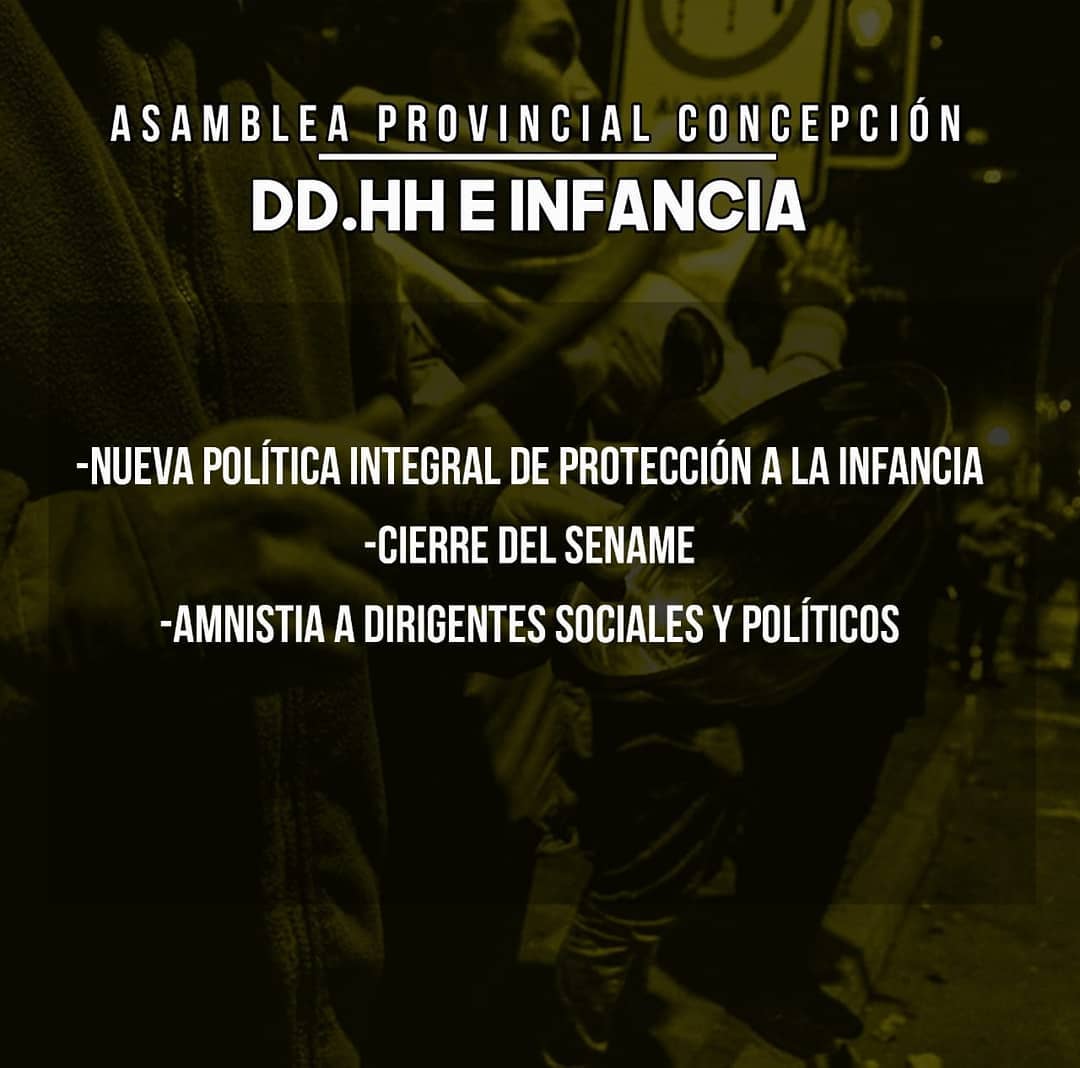 ASAMBLEA PROVINCIAL CONCEPCIÓN
DD.HH E INFANCIA
-NUEVA POLÍTICA INTEGRAL DE PROTECCIÓN A LA INFANCIA
-CIERRE DEL SENAME
-AMNISTIA A DIRIGENTES SOCIALES Y POLÍTICOS